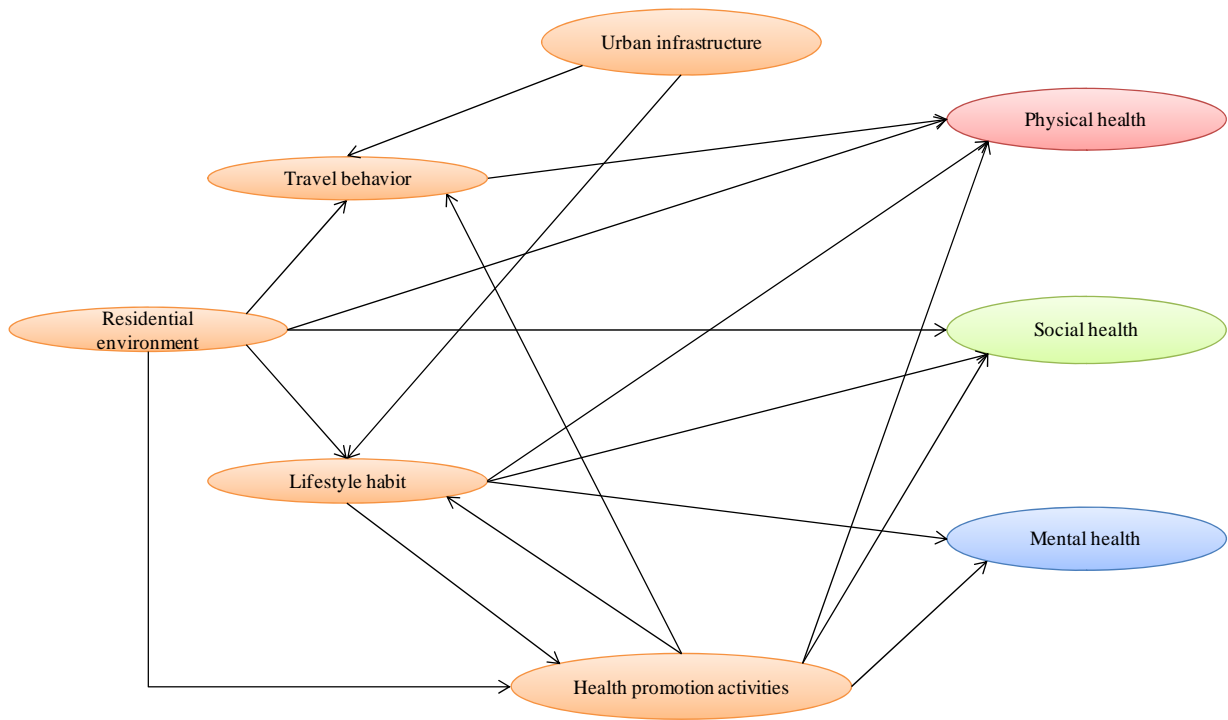 Urban infrastructure
Physical health
Travel behavior
Residential
environment
Social health
Lifestyle habit
Mental health
Health promotion activities